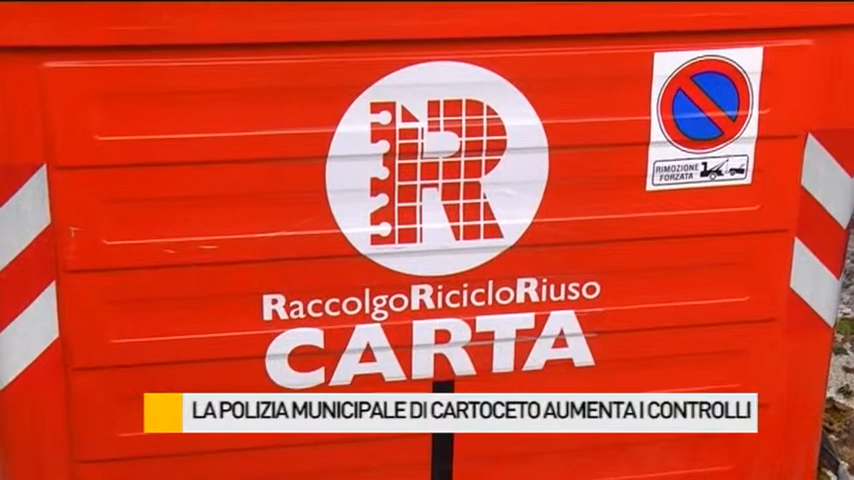 R
RIMOZIONE
FORZATA
RaccolgoRicicloRiuso
CARTA
LA POLIZIA MUNICIPALE DI CARTOCETO AUMENTA I CONTROLLI